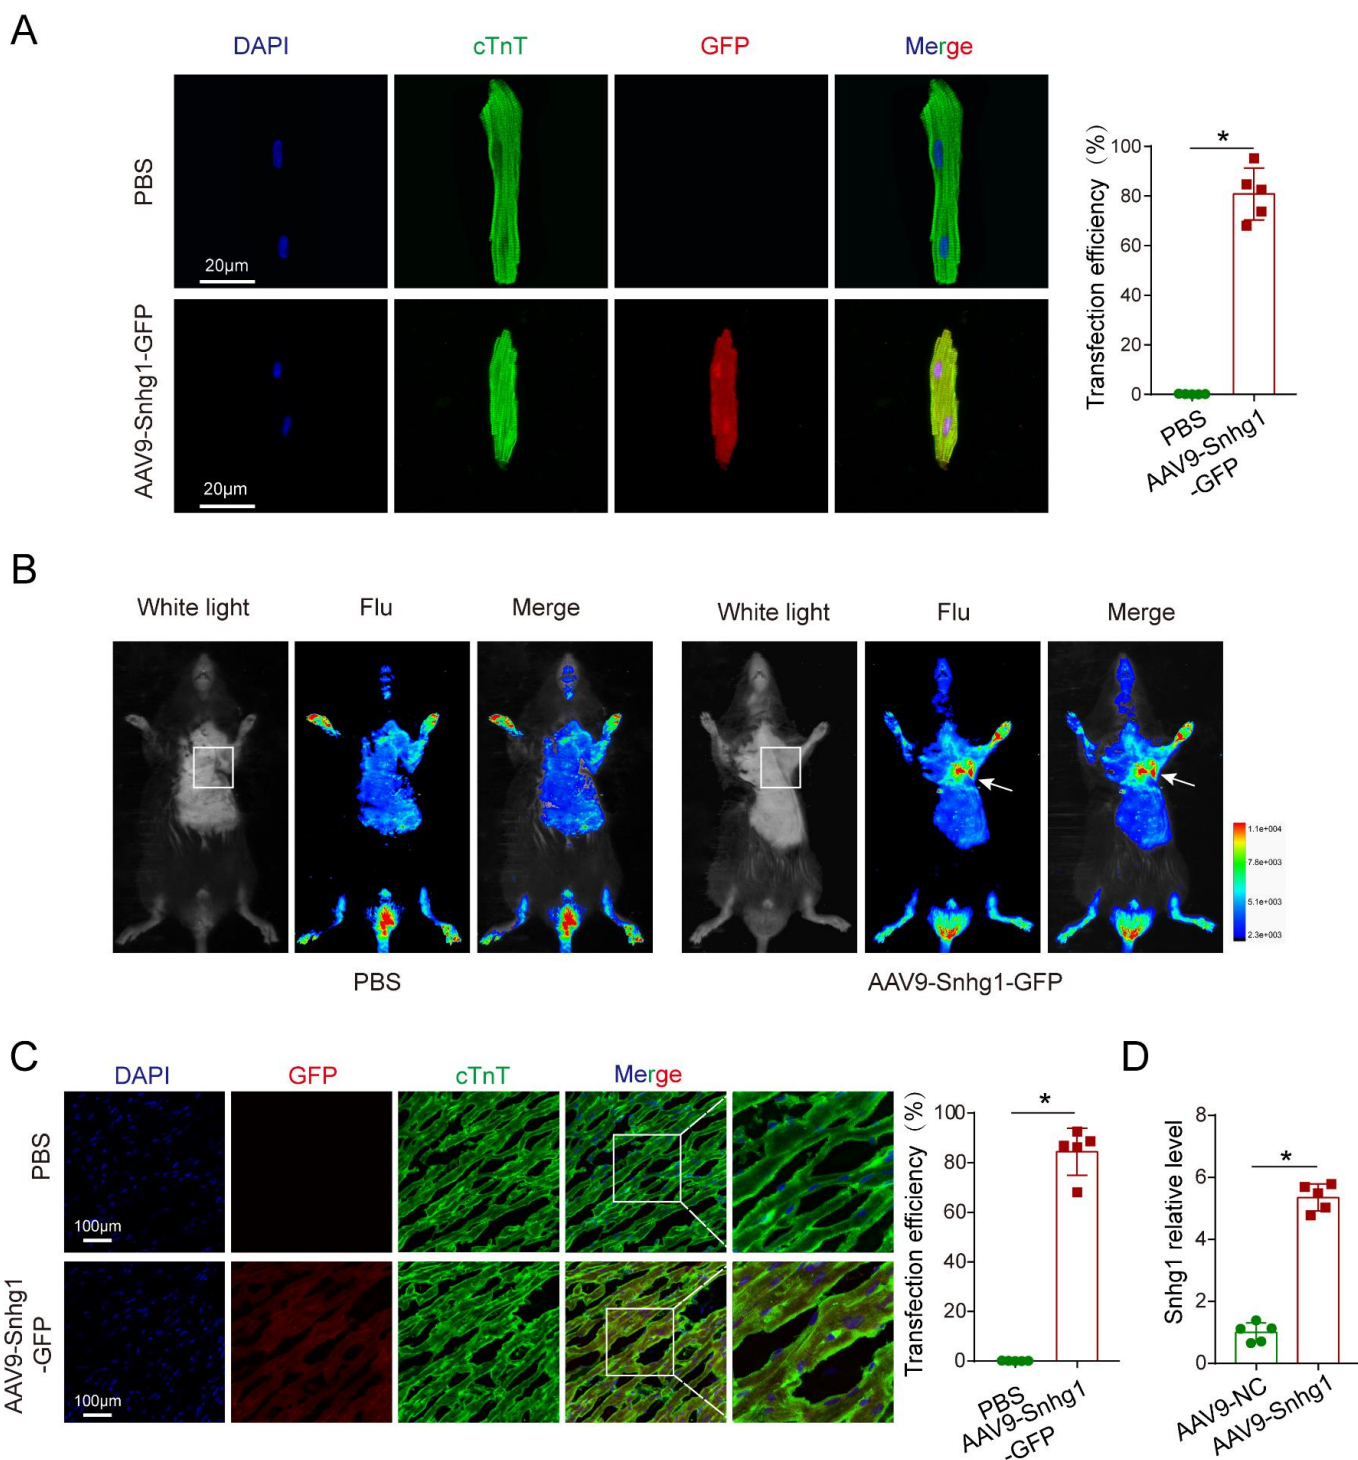 A
DAPI cTnT GFP Merge
PBS
20μm
AAV9-Snhg1-GFP
20μm
Transfection efficiency (%)
100
80
60
40
20
0
*
PBS
AAV9-Snhg1
-GFP
B
White light Flu Merge White light Flu Merge
1.1e+004
7.8e+003
5.1e+003
2.3e+003
PBS AAV9-Snhg1-GFP
C
DAPI GFP cTnT Merge
PBS
100μm
AAV9-Snhg1
-GFP
100μm
Transfection efficiency (%)
100
80
60
40
20
0
*
PBS
AAV9-Snhg1
-GFP
D
Snhg1 relative level
8
6
4
2
0
*
AAV9-NC
AAV9-Snhg1